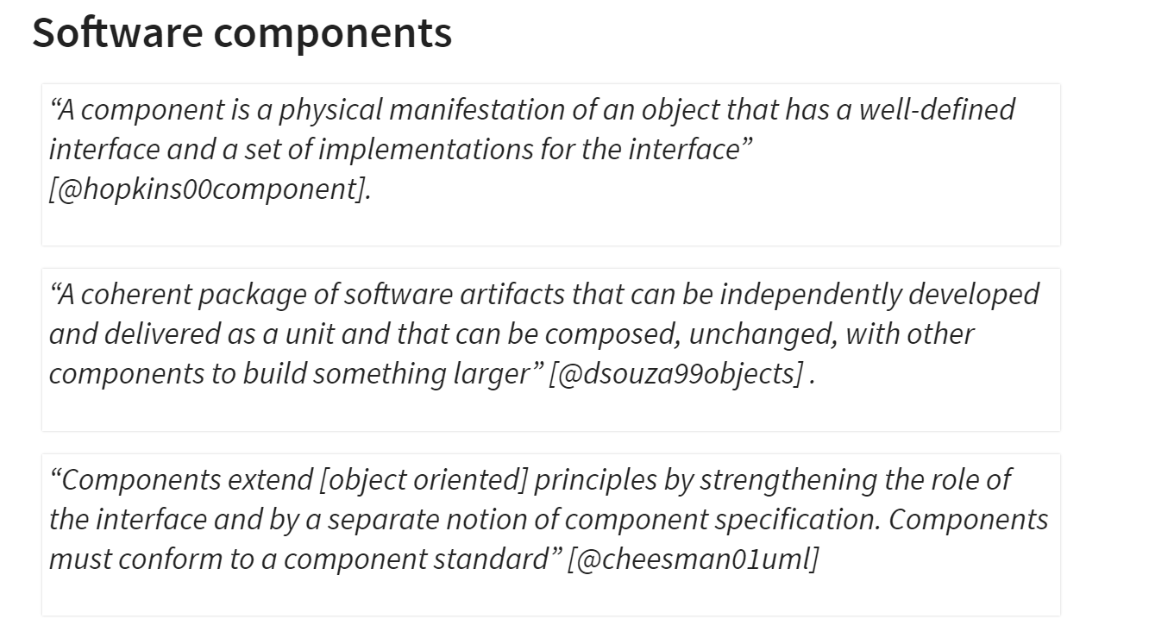 Software components
“A component is a physical manifestation of an object that has a well-defined
interface and a set of implementations for the interface”
[@hopkins00component].
“A coherent package of software artifacts that can be independently developed
and delivered as a unit and that can be composed, unchanged, with other
components to build something larger” [@dsouza99objects] .
“Components extend [object oriented] principles by strengthening the role of
the interface and by a separate notion of component specification. Components
must conform to a component standard” [@cheesman01uml]